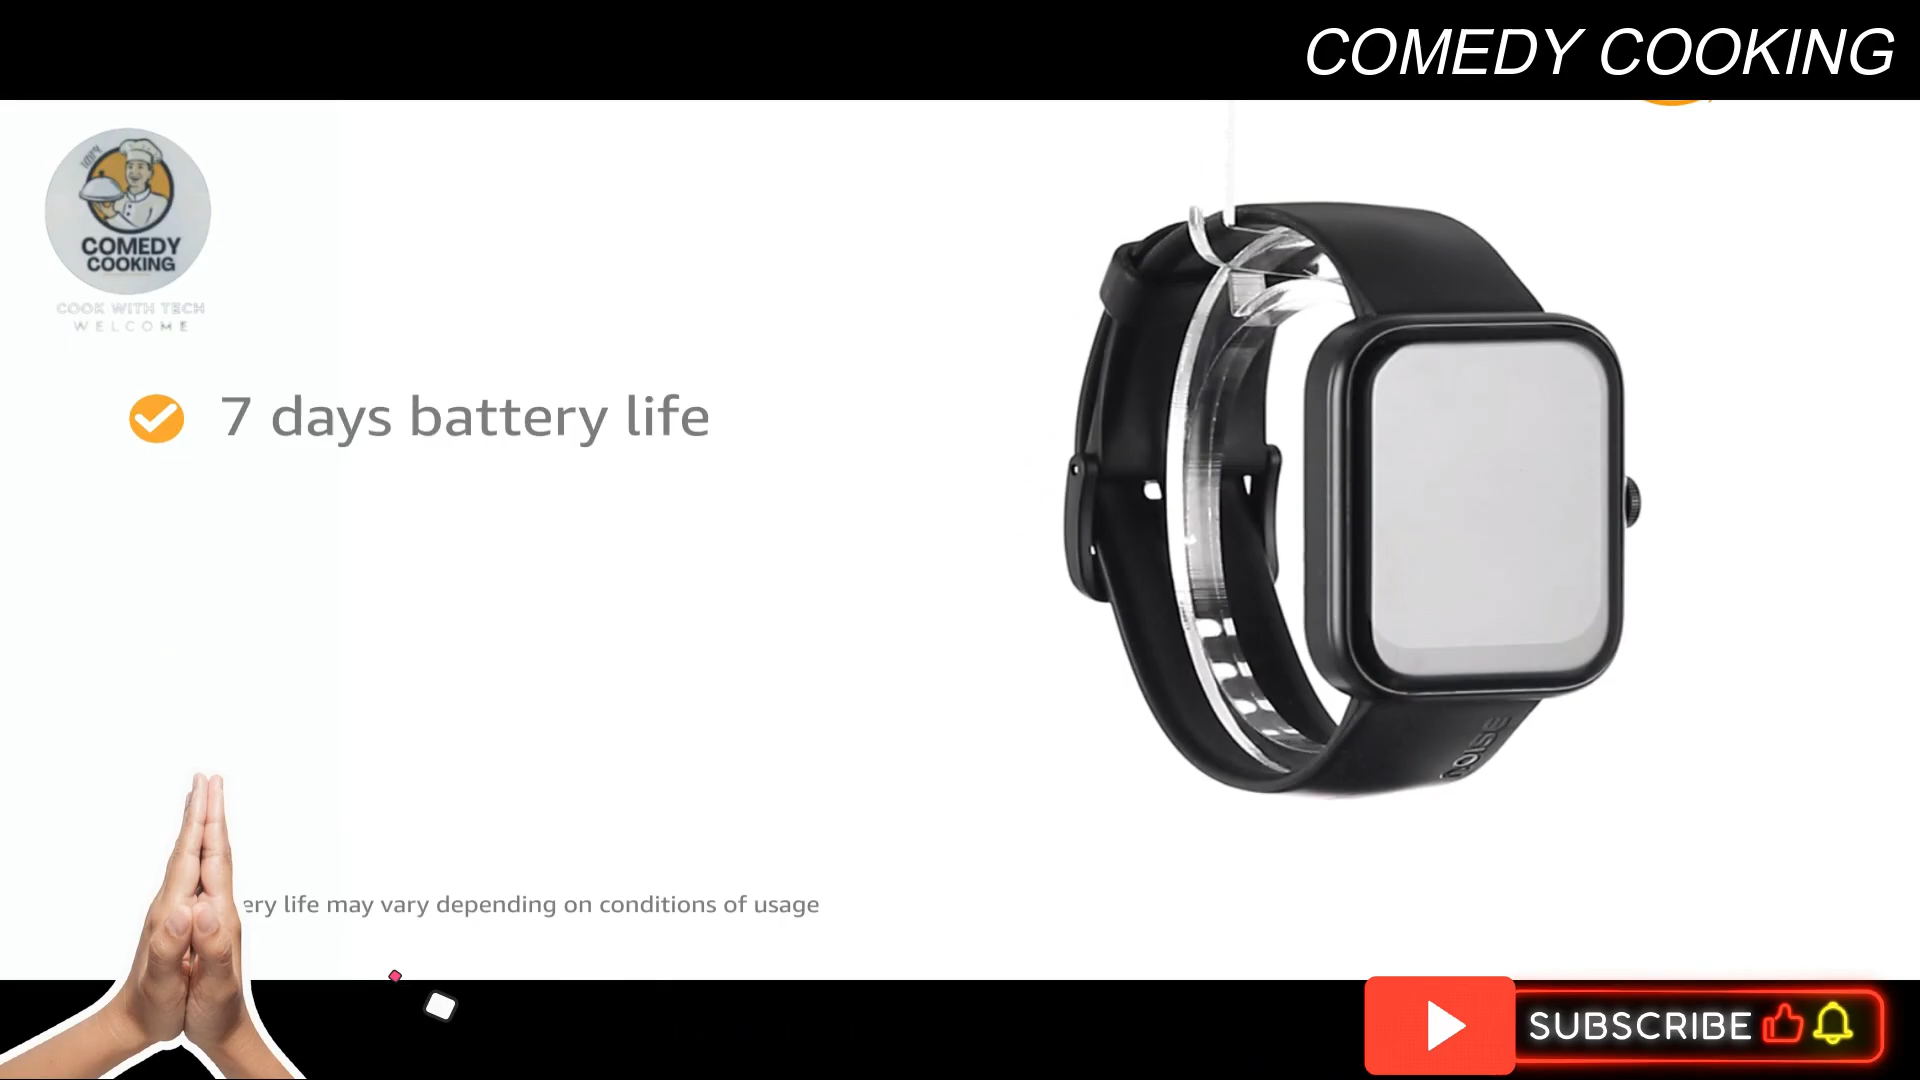 COMEDY COOKING
COMEDY
COOKING
COOK WITH TECH
WELCOME
7 days battery life
ery life may vary depending on conditions of usage
noise
SUBSCRIBE